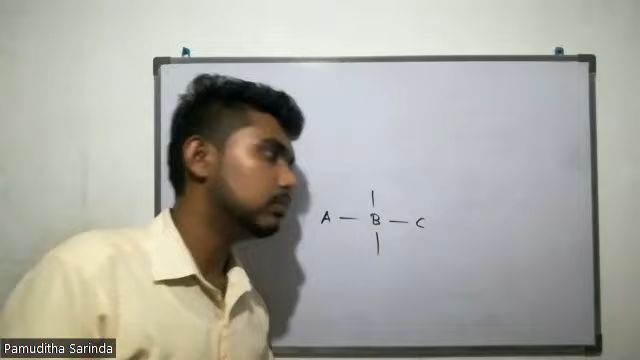 A — B — C
Pamuditha Sarinda